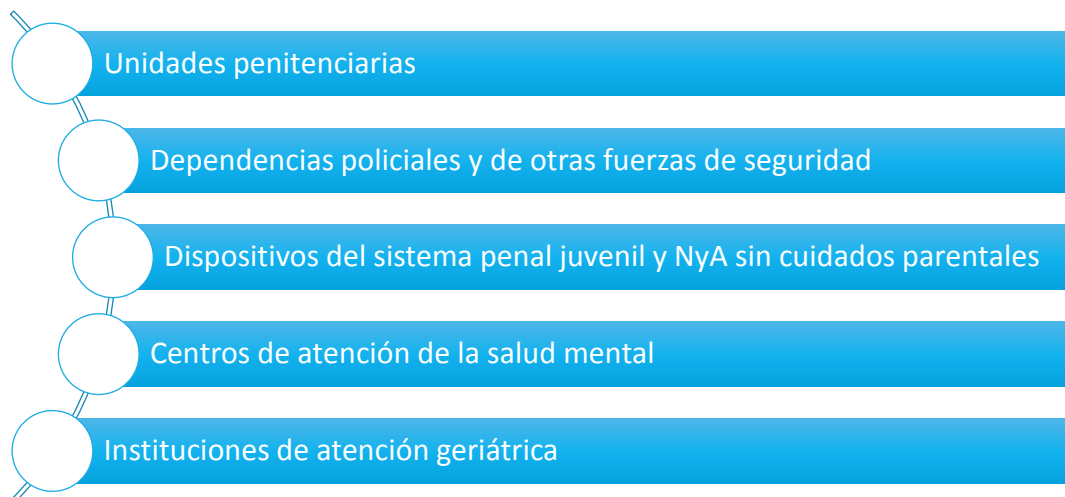 Unidades penitenciarias
Dependencias policiales y de otras fuerzas de seguridad
Dispositivos del sistema penal juvenil y NyA sin cuidados parentales
Centros de atención de la salud mental
Instituciones de atención geriátrica